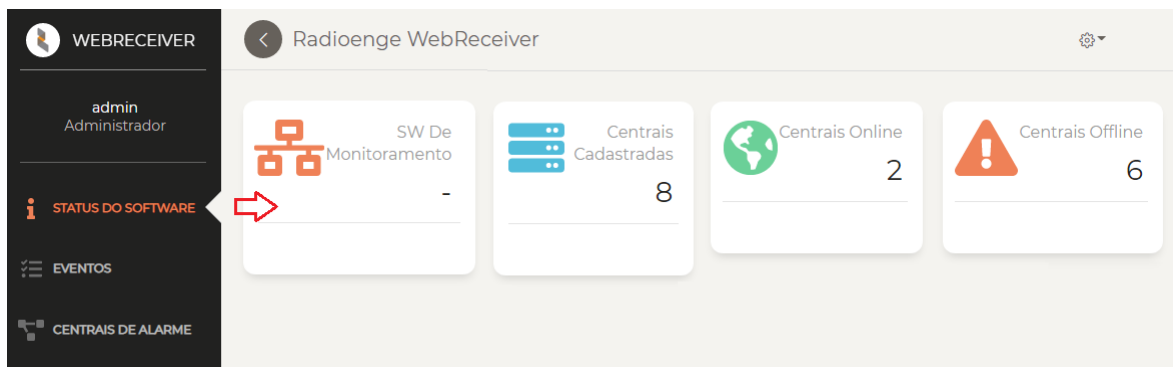 WEBRECEIVER
Radioenge WebReceiver
admin
Administrador
STATUS DO SOFTWARE
EVENTOS
CENTRAIS DE ALARME
SW De
Monitoramento
-
Centrais
Cadastradas
8
Centrais Online
2
Centrais Offline
6